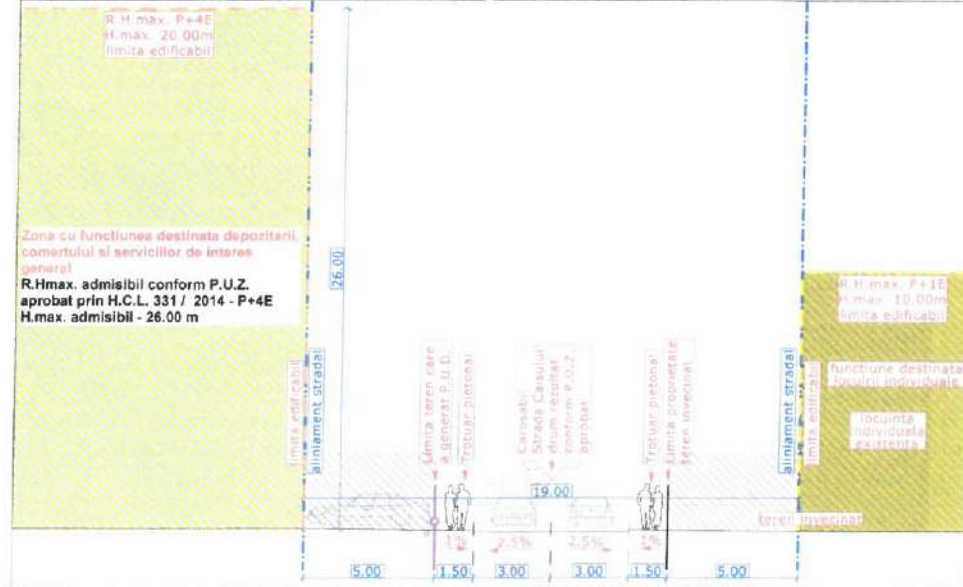 R.H.max. P+4E
H.max. 20.00m
limita edificabil
Zona cu functiunea destinata depozitarii,
comertului si serviciilor de interes
general
R.Hmax. admisibil conform P.U.Z.
aprobat prin H.C.L. 331 / 2014 - P+4E
H.max. admisibil - 26.00 m
26.00
R.H.max. P+1E
H.max. 10.00m
limita edificabil
functiune destinata
locuirii individuale
locuinta
individuala
existenta
limita edificabil
aliniament stradal
Limita teren care
a generat P.U.D.
Trotuar pietonal
Carosabil
Strada Caisului
drum rezultat
conform P.U.Z.
aprobat
Trotuar pietonal
Limita proprietate
teren invecinat
aliniament stradal
limita edificabil
19.00
teren invecinat
1%
2.5%
2.5%
1%
5.00
1.50
3.00
3.00
1.50
5.00